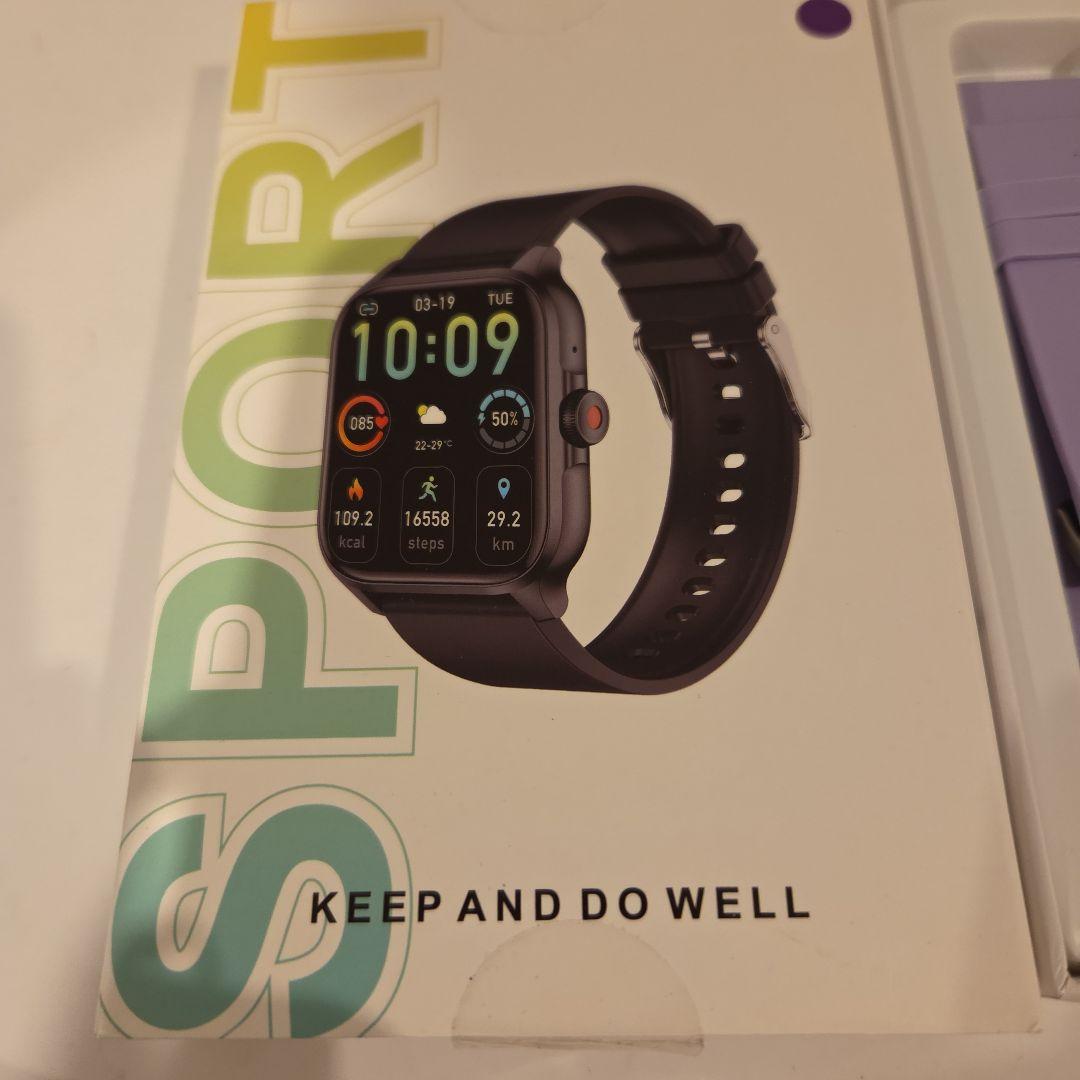 SPORT
03-19 TUE
10:09
085 50%
22-29°C
109.2 16558 29.2
kcal steps km
KEEP AND DO WELL